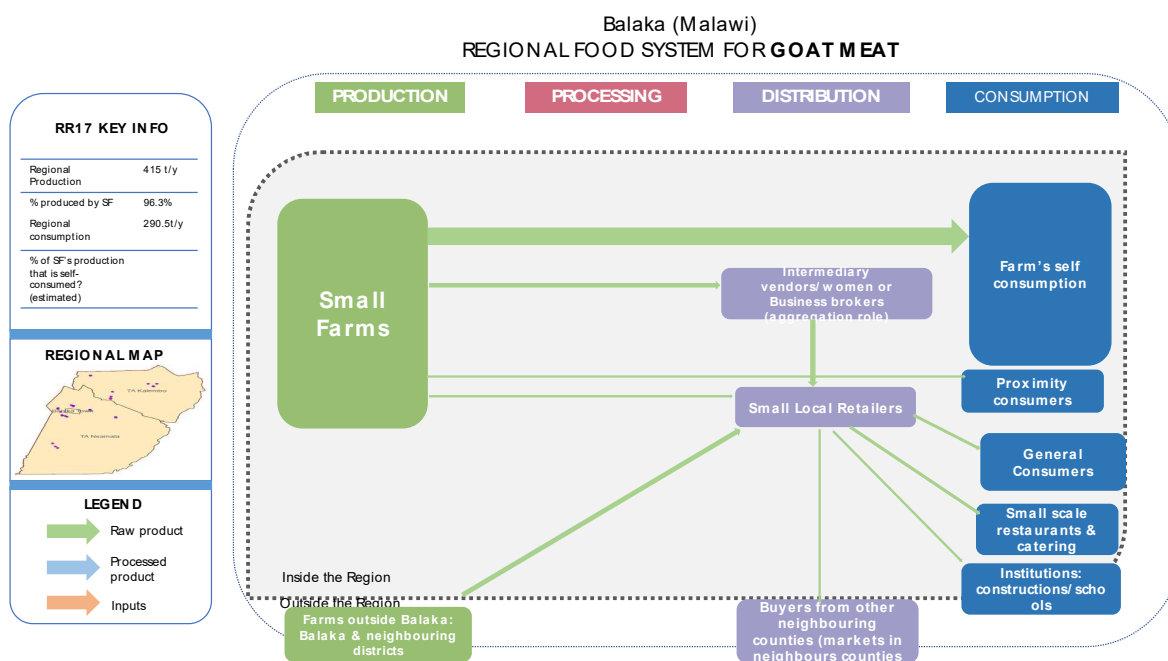 Balaka (Malawi)
REGIONAL FOOD SYSTEM FOR GOAT MEAT
PRODUCTION
PROCESSING
DISTRIBUTION
CONSUMPTION
RR17 KEY INFO
Regional
Production
415 t/y
% produced by SF
96.3%
Regional
consumption
290.5t/y
% of SF's production
that is self-
consumed?
(estimated)
REGIONAL MAP
TA Kalembo
TA Nsamala
LEGEND
Raw product
Processed
product
Inputs
Small
Farms
Intermediary
vendors/women or
Business brokers
(aggregation role)
Farm's self
consumption
Proximity
consumers
Small Local Retailers
General
Consumers
Small scale
restaurants &
catering
Institutions:
constructions/scho
ols
Inside the Region
Outside the Region
Farms outside Balaka:
Balaka & neighbouring
districts
Buyers from other
neighbouring
counties (markets in
neighbours counties